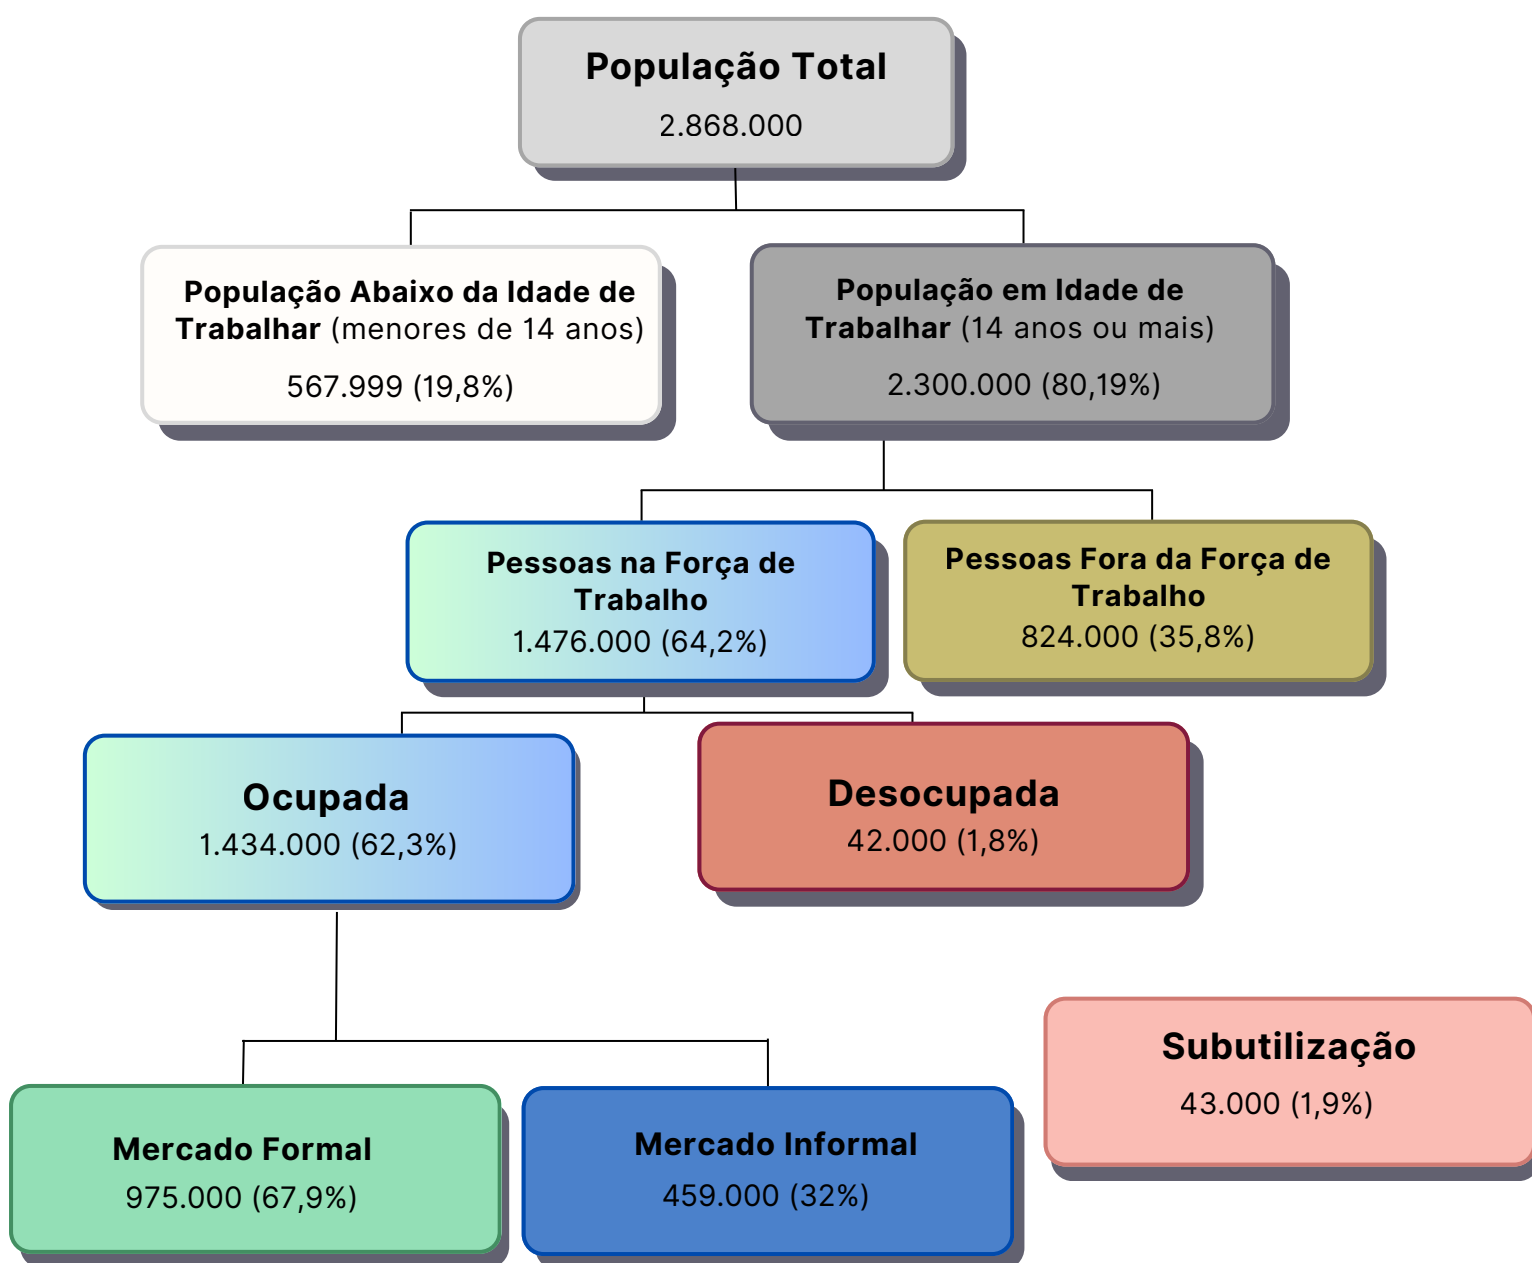 População Total
2.868.000
População Abaixo da Idade de
Trabalhar (menores de 14 anos)
567.999 (19,8%)
População em Idade de
Trabalhar (14 anos ou mais)
2.300.000 (80,19%)
Pessoas na Força de
Trabalho
1.476.000 (64,2%)
Pessoas Fora da Força de
Trabalho
824.000 (35,8%)
Ocupada
1.434.000 (62,3%)
Desocupada
42.000 (1,8%)
Subutilização
43.000 (1,9%)
Mercado Formal
975.000 (67,9%)
Mercado Informal
459.000 (32%)